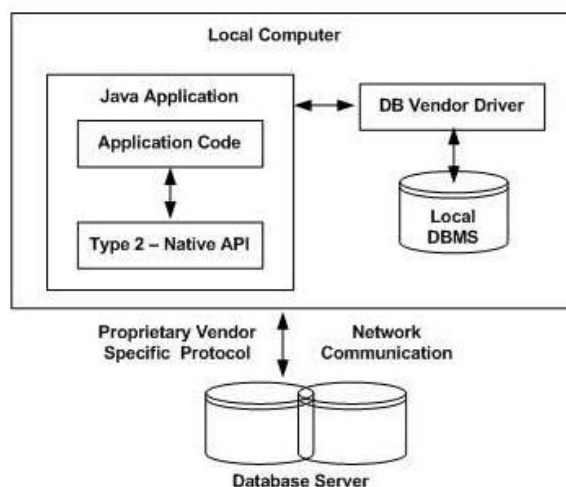 Local Computer
Java Application
Application Code
Type 2 – Native API
DB Vendor Driver
Local
DBMS
Proprietary Vendor
Specific Protocol
Network
Communication
Database Server